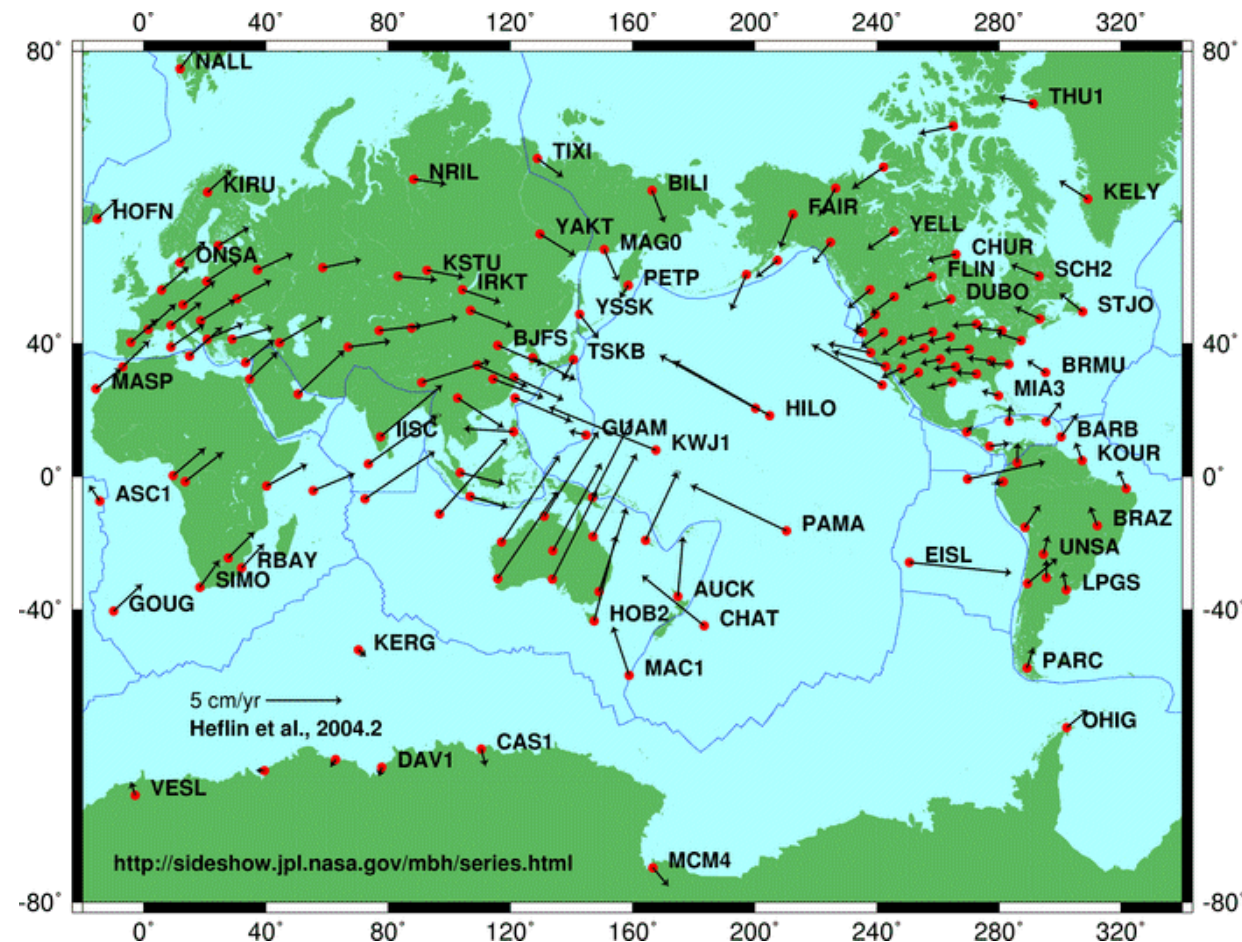 0° 40° 80° 120° 160° 200° 240° 280° 320°
80° 80°
NALL
THU1
TIXI
NRIL
BILI
KIRU
KELY
HOFN
FAIR
YAKT
YELL
MAG0
ONSA
CHUR
KSTU
FLIN
SCH2
PETP
IRKT
DUBO
YSSK
STJO
BJFS
40° 40°
TSKB
BRMU
MASP
MIA3
HILO
IISC
GUAM
BARB
KWJ1
KOUR
0° 0°
ASC1
BRAZ
PAMA
UNSA
EISL
RBAY
SIMO
LPGS
AUCK
GOUG
-40° -40°
HOB2
CHAT
KERG
PARC
MAC1
5 cm/yr
OHIG
Heflin et al., 2004.2
CAS1
DAV1
VESL
MCM4
http://sideshow.jpl.nasa.gov/mbh/series.html
-80° -80°
0° 40° 80° 120° 160° 200° 240° 280° 320°